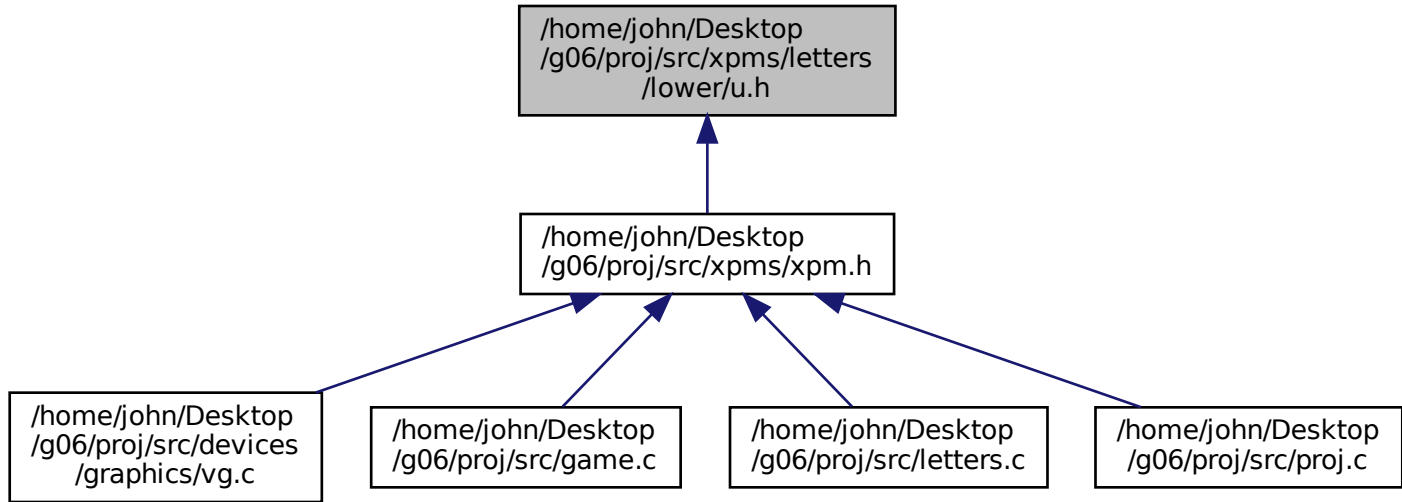 /home/john/Desktop
/g06/proj/src/xpms/letters
/lower/u.h
/home/john/Desktop
/g06/proj/src/xpms/xpm.h
/home/john/Desktop
/g06/proj/src/devices
/graphics/vg.c
/home/john/Desktop
/g06/proj/src/game.c
/home/john/Desktop
/g06/proj/src/letters.c
/home/john/Desktop
/g06/proj/src/proj.c